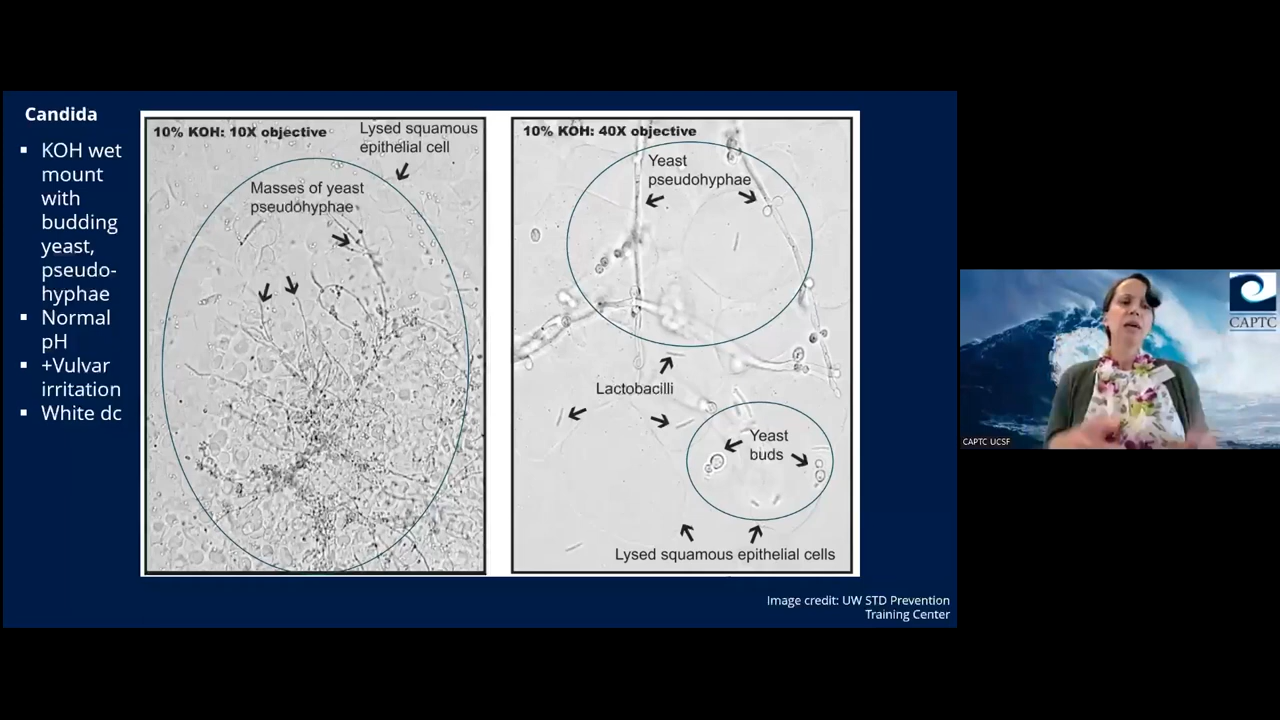 Candida
▪ KOH wet
mount
with
budding
yeast,
pseudo-
hyphae
▪ Normal
pH
▪ +Vulvar
irritation
▪ White dc
10% KOH: 10X objective
Lysed squamous
epithelial cell
Masses of yeast
pseudohyphae
10% KOH: 40X objective
Yeast
pseudohyphae
Lactobacilli
Yeast
buds
Lysed squamous epithelial cells
Image credit: UW STD Prevention
Training Center
CAPTC
CAPTC UCSF